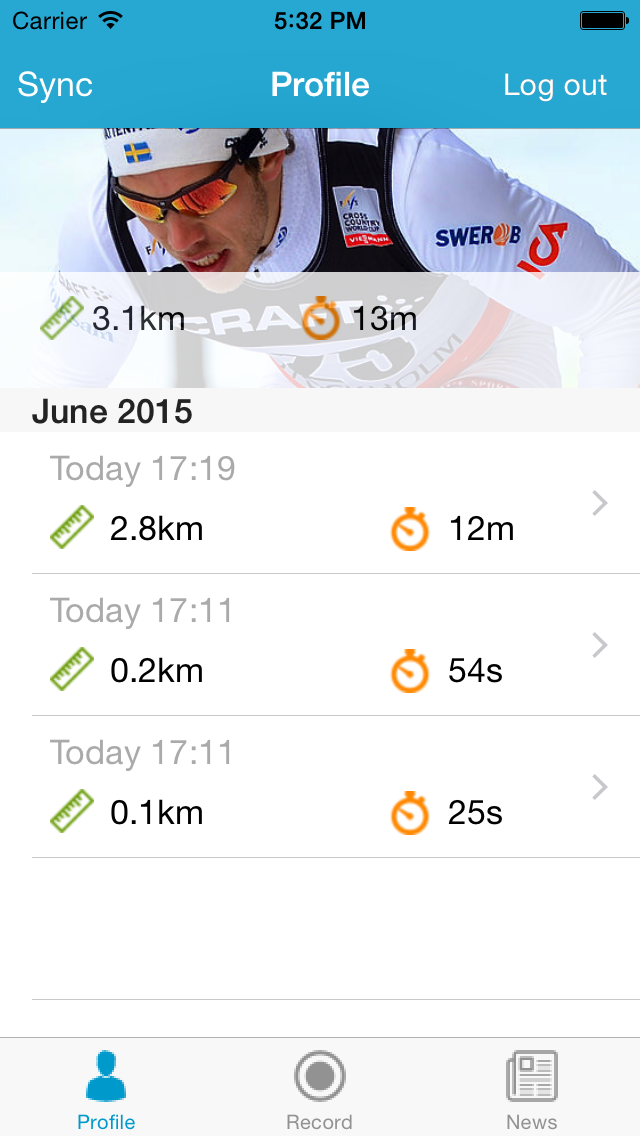 Carrier 5:32 PM
Sync Profile Log out
CROSS
COUNTRY
WORLD CUP
VIESSMANN
SWEROB
CRAFT
3.1km 13m
June 2015
Today 17:19
2.8km 12m
Today 17:11
0.2km 54s
Today 17:11
0.1km 25s
Profile Record News